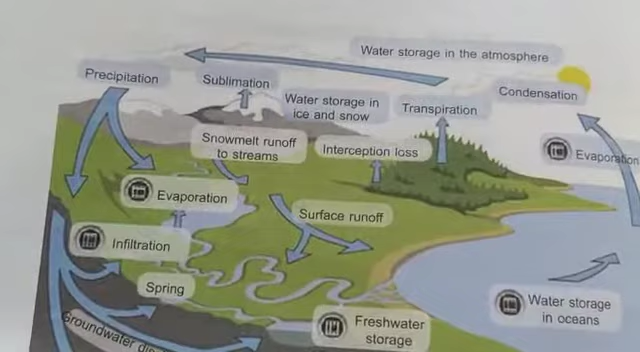 Water storage in the atmosphere
Precipitation
Sublimation
Condensation
Water storage in
ice and snow
Transpiration
Snowmelt runoff
to streams
Interception loss
Evaporation
Evaporation
Surface runoff
Infiltration
Spring
Water storage
in oceans
Groundwater
Freshwater
storage